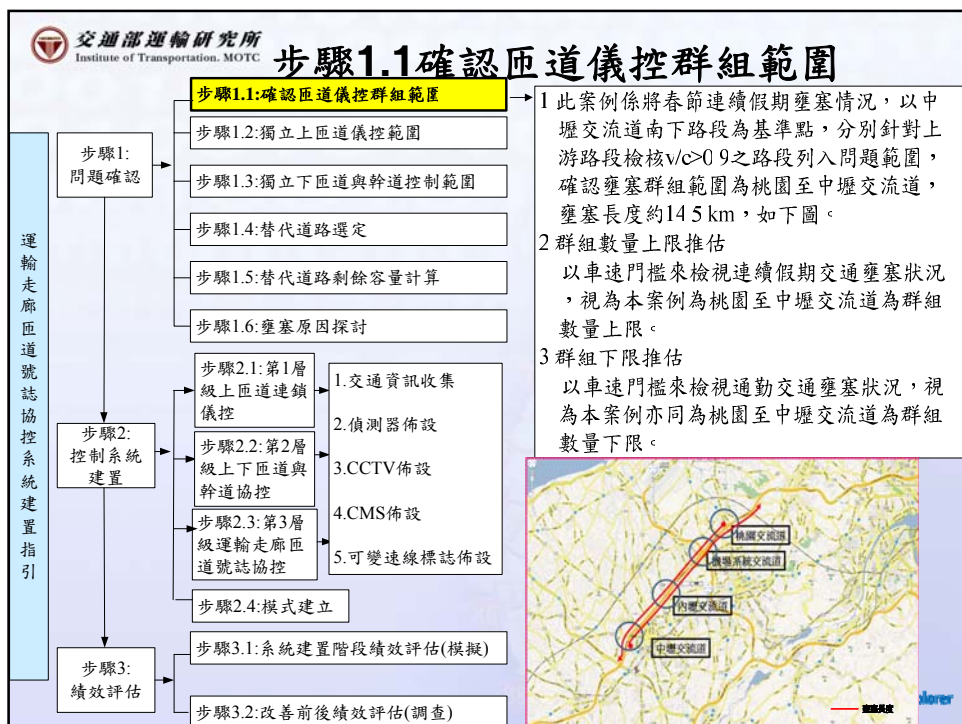 交通部運輸研究所
Institute of Transportation. MOTC
步驟1.1確認匝道儀控群組範圍
運輸走廊匝道號誌協控系統建置指引
步驟1:
問題確認
步驟1.1:確認匝道儀控群組範圍
步驟1.2:獨立上匝道儀控範圍
步驟1.3:獨立下匝道與幹道控制範圍
步驟1.4:替代道路選定
步驟1.5:替代道路剩餘容量計算
步驟1.6:壅塞原因探討
步驟2:
控制系統
建置
步驟2.1:第1層
級上匝道連鎖
儀控
步驟2.2:第2層
級上下匝道與
幹道協控
步驟2.3:第3層
級運輸走廊匝
道號誌協控
步驟2.4:模式建立
1.交通資訊收集
2.偵測器佈設
3.CCTV佈設
4.CMS佈設
5.可變速線標誌佈設
步驟3:
績效評估
步驟3.1:系統建置階段績效評估(模擬)
步驟3.2:改善前後績效評估(調查)
1 此案例係將春節連續假期壅塞情況，以中
壢交流道南下路段為基準點，分別針對上
游路段檢核v/c>0 9之路段列入問題範圍，
確認壅塞群組範圍為桃園至中壢交流道，
壅塞長度約14 5 km，如下圖。
2 群組數量上限推估
以車速門檻來檢視連續假期交通壅塞狀況
，視為本案例為桃園至中壢交流道為群組
數量上限。
3 群組下限推估
以車速門檻來檢視通勤交通壅塞狀況，視
為本案例亦同為桃園至中壢交流道為群組
數量下限。
桃園交流道
機場系統交流道
內壢交流道
中壢交流道
壅塞長度
plorer